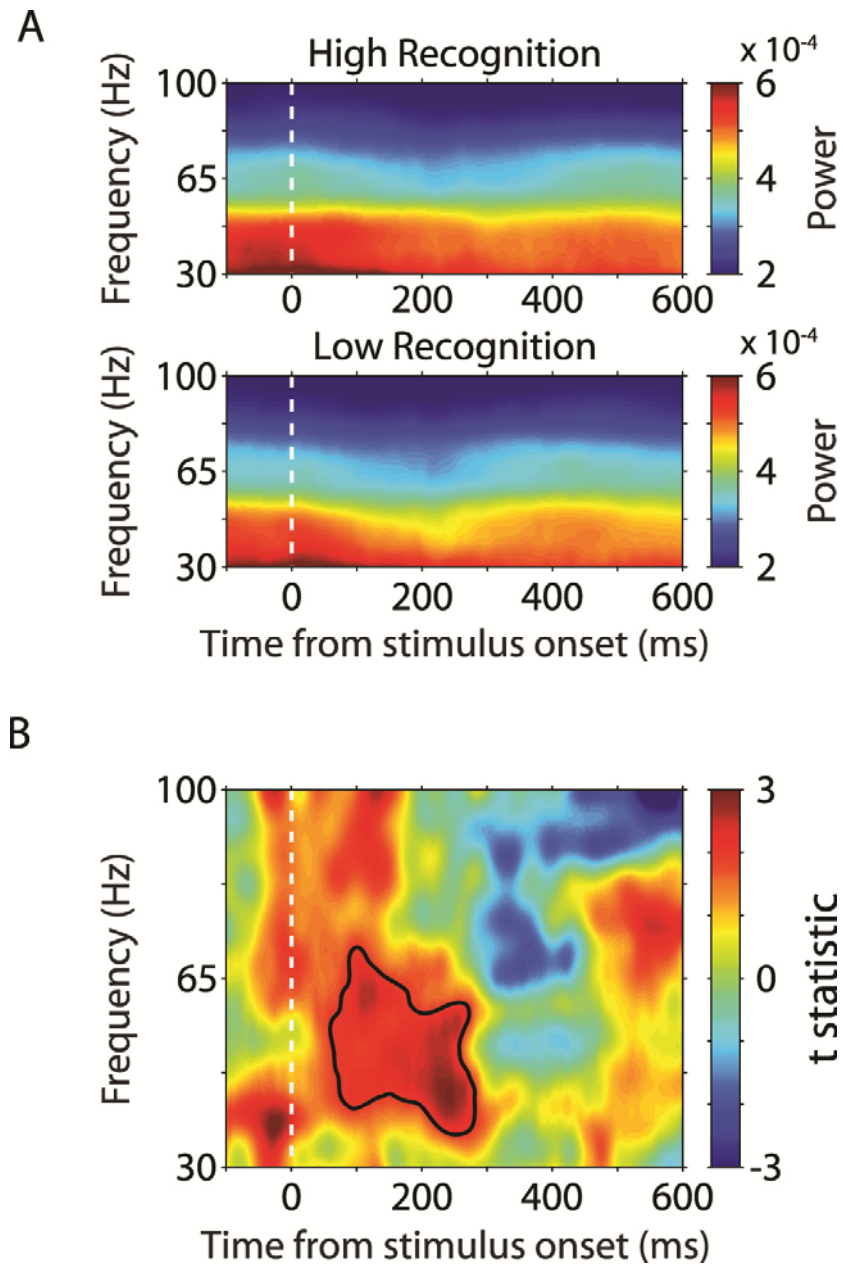 A
High Recognition
x 10-4
Frequency (Hz)
100
65
30
0
200
400
600
6
4
2
Power
Low Recognition
x 10-4
Frequency (Hz)
100
65
30
0
200
400
600
6
4
2
Power
Time from stimulus onset (ms)
B
Frequency (Hz)
100
65
30
0
200
400
600
3
0
-3
t statistic
Time from stimulus onset (ms)